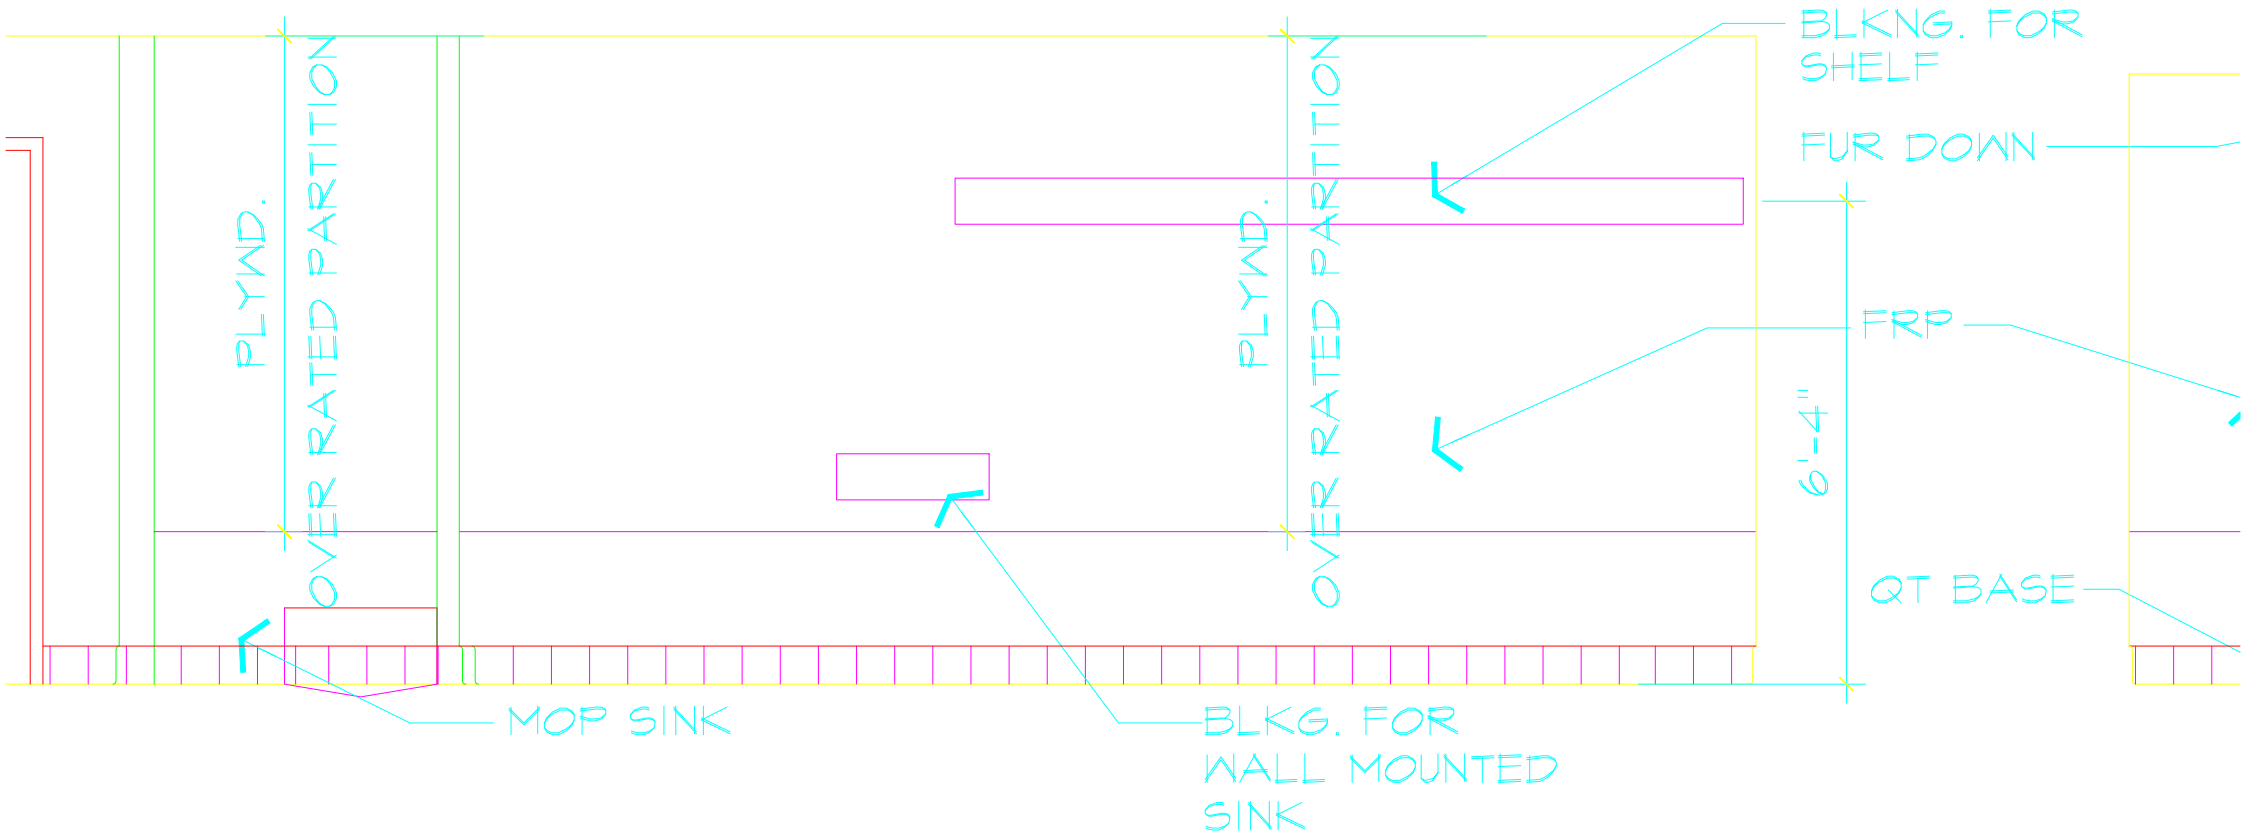 BLKNG. FOR
SHELF
FUR DOWN
PLYWD.
OVER RATED PARTITION
PLYWD.
OVER RATED PARTITION
FRP
6'-4"
QT BASE
MOP SINK
BLKG. FOR
WALL MOUNTED
SINK